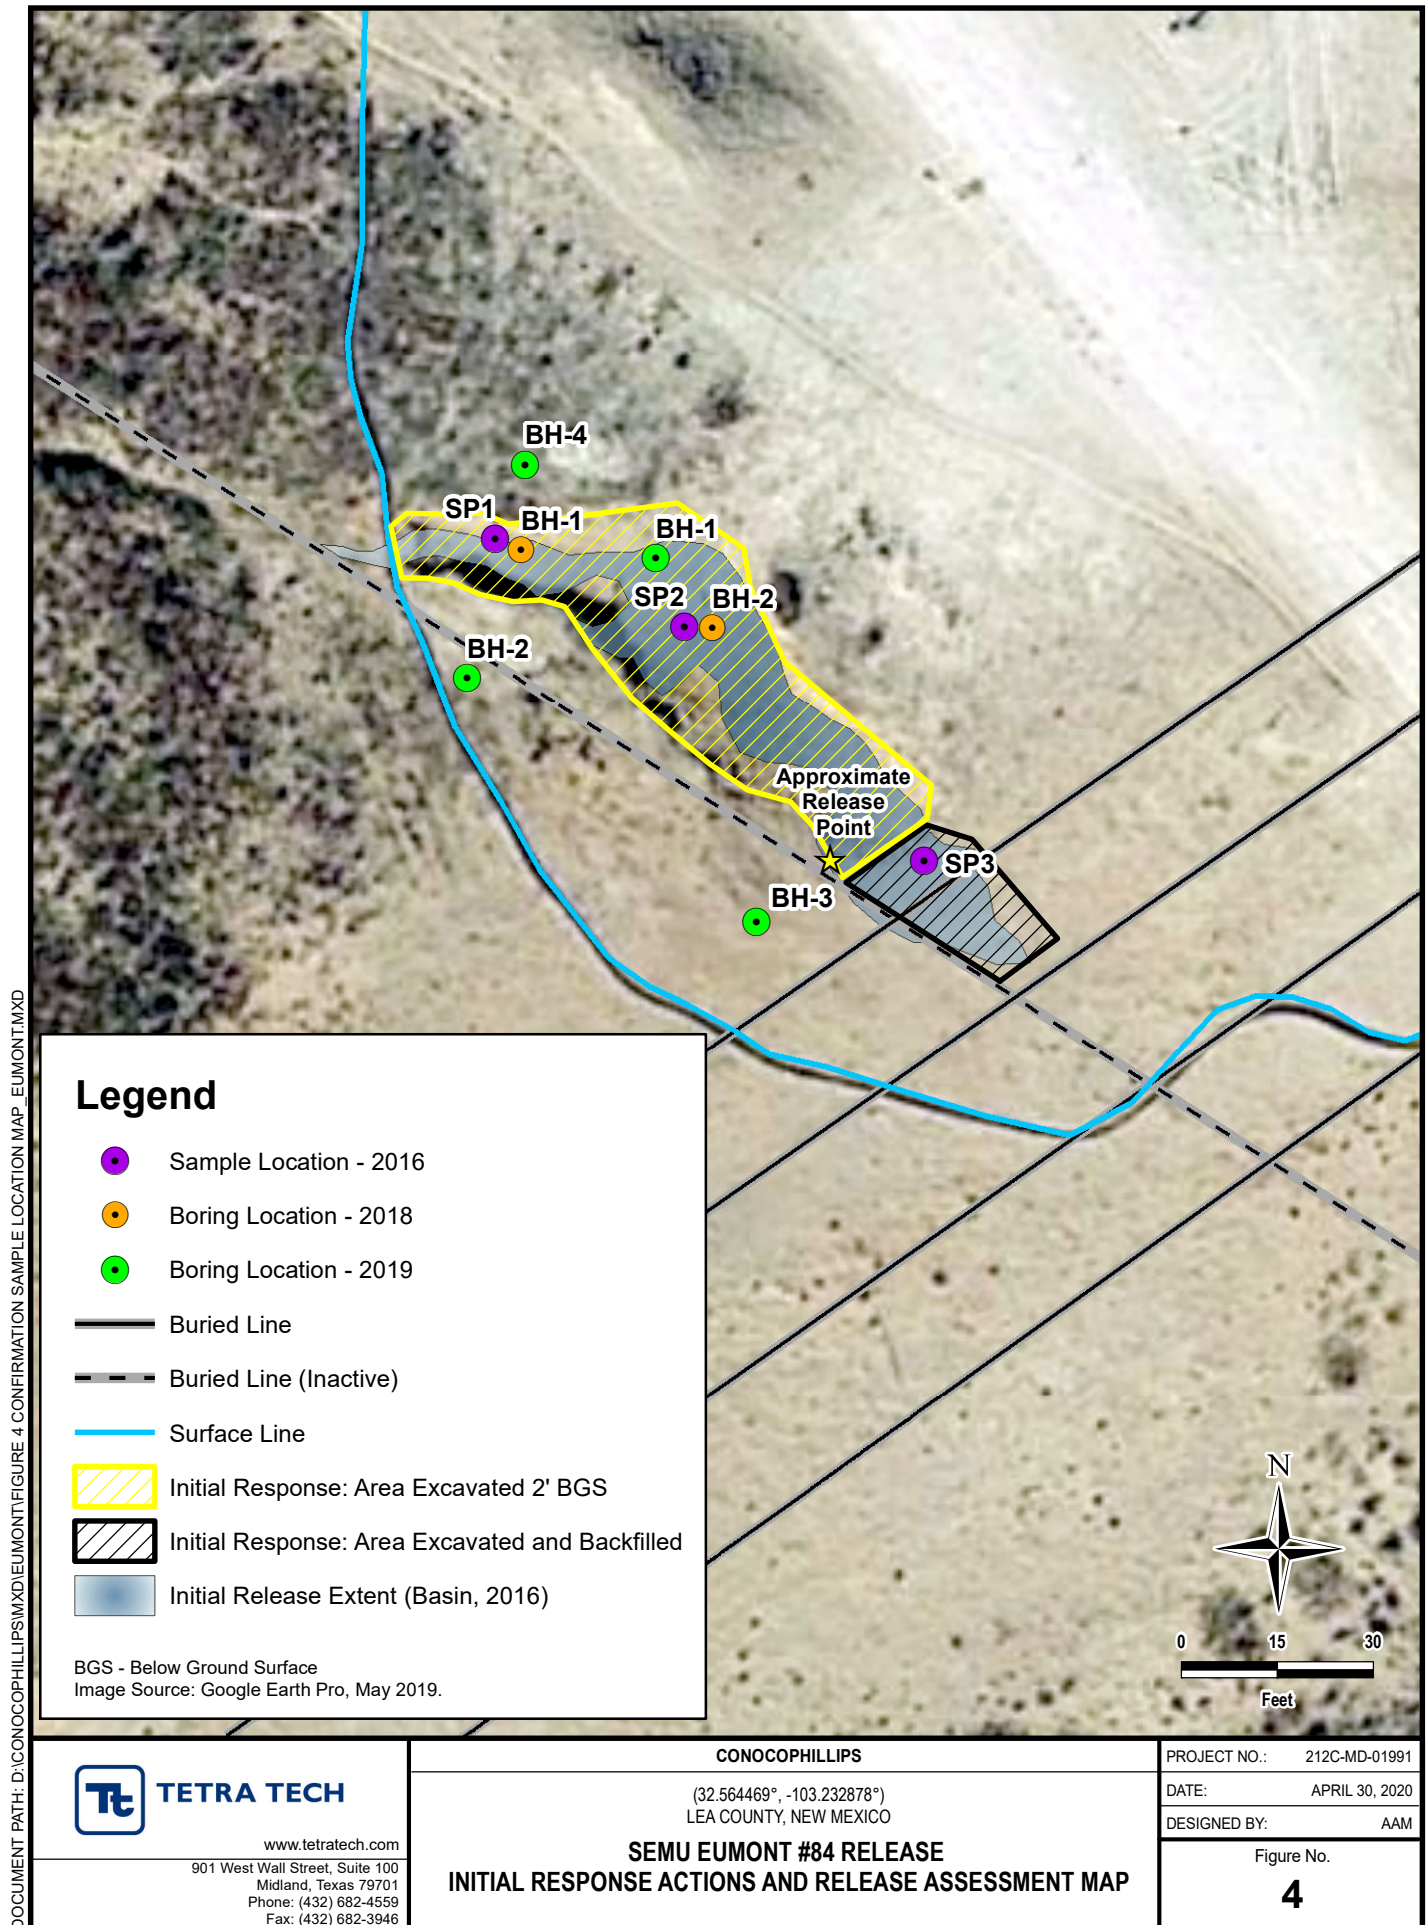 BH-4
SP1
BH-1
BH-1
SP2
BH-2
BH-2
Approximate
Release
Point
SP3
BH-3
Legend
Sample Location - 2016
Boring Location - 2018
Boring Location - 2019
Buried Line
Buried Line (Inactive)
Surface Line
Initial Response: Area Excavated 2' BGS
Initial Response: Area Excavated and Backfilled
Initial Release Extent (Basin, 2016)
BGS - Below Ground Surface
Image Source: Google Earth Pro, May 2019.
N
0 15 30
Feet
DOCUMENT PATH: D:\CONOCOPHILLIPS\MXD\EUMONT\FIGURE 4 CONFIRMATION SAMPLE LOCATION MAP_EUMONT.MXD
Tt TETRA TECH
www.tetratech.com
901 West Wall Street, Suite 100
Midland, Texas 79701
Phone: (432) 682-4559
Fax: (432) 682-3946
CONOCOPHILLIPS
(32.564469°, -103.232878°)
LEA COUNTY, NEW MEXICO
SEMU EUMONT #84 RELEASE
INITIAL RESPONSE ACTIONS AND RELEASE ASSESSMENT MAP
PROJECT NO.: 212C-MD-01991
DATE: APRIL 30, 2020
DESIGNED BY: AAM
Figure No.
4